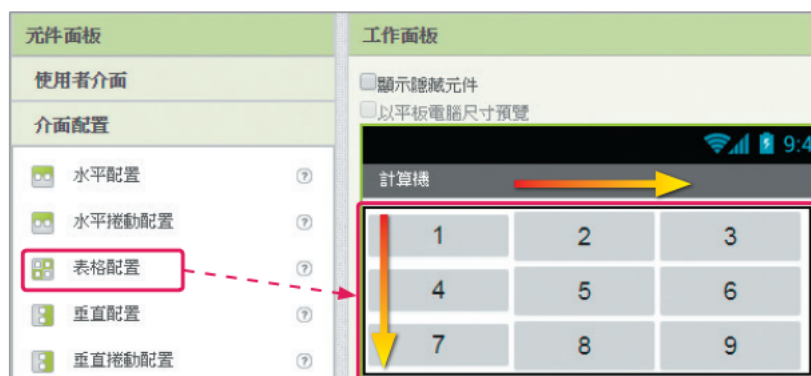 元件面板
使用者介面
介面配置
水平配置
水平捲動配置
表格配置
垂直配置
垂直捲動配置
工作面板
顯示隱藏元件
以平板電腦尺寸預覽
9:4
計算機
1 2 3
4 5 6
7 8 9